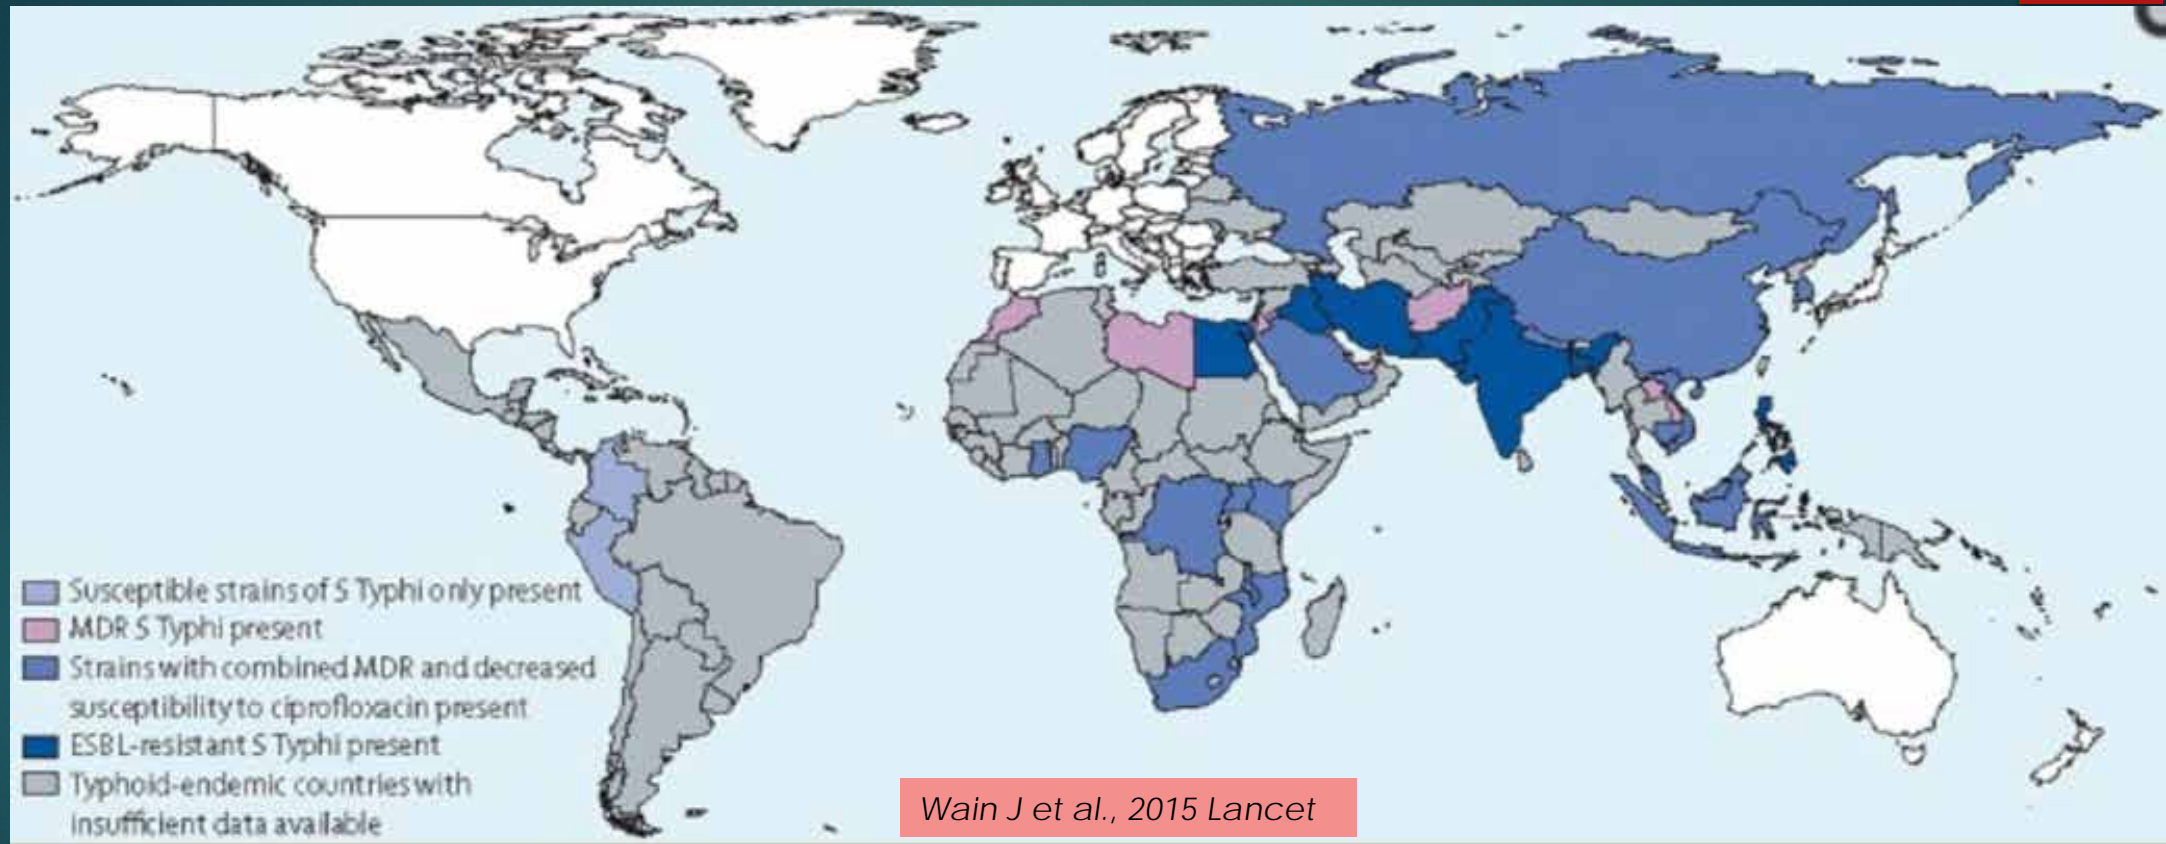 Susceptible strains of S Typhi only present
MDR S Typhi present
Strains with combined MDR and decreased
susceptibility to ciprofloxacin present
ESBL-resistant S Typhi present
Typhoid-endemic countries with
insufficient data available
Wain J et al., 2015 Lancet